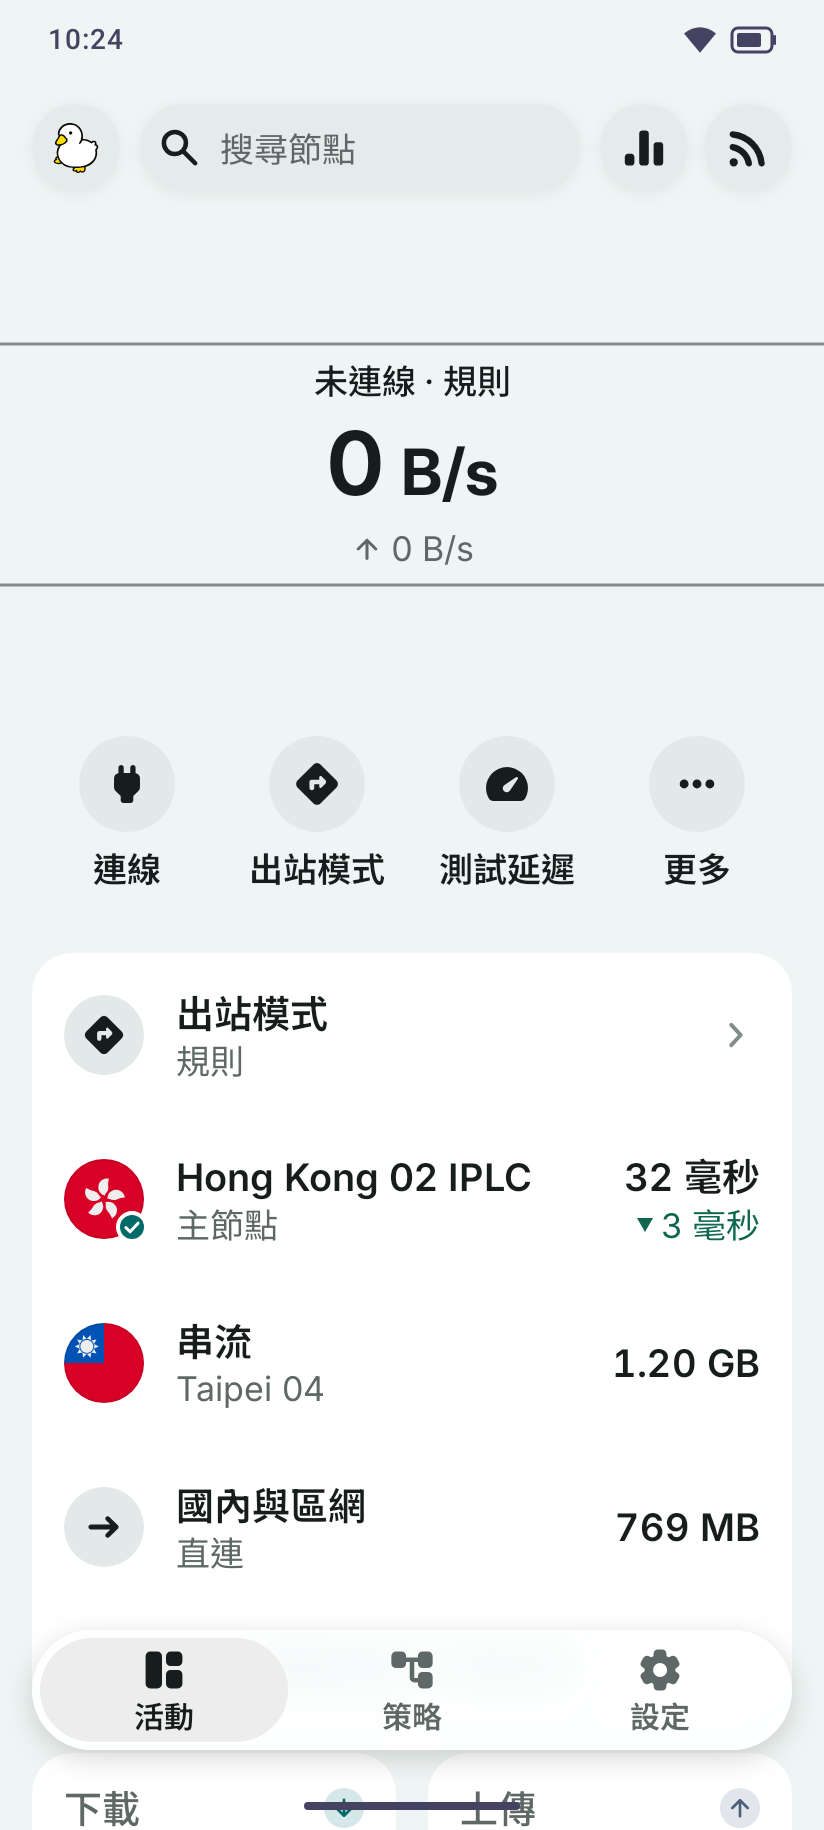 10:24
搜尋節點
未連線 · 規則
0 B/s
↑ 0 B/s
連線
出站模式
測試延遲
更多
出站模式
規則
Hong Kong 02 IPLC
32 毫秒
主節點
▼3 毫秒
串流
Taipei 04
1.20 GB
國內與區網
直連
769 MB
活動
策略
設定
下載
上傳